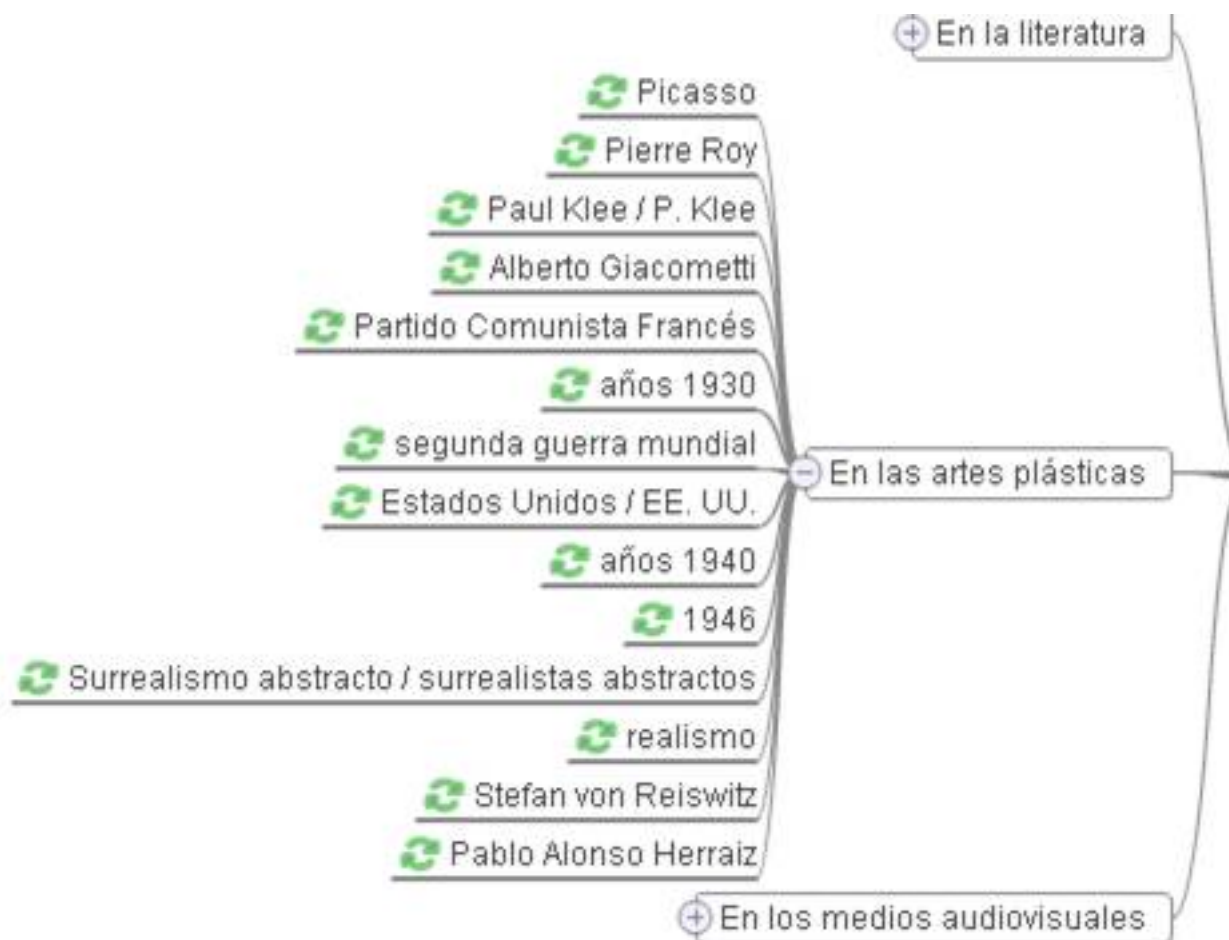 En la literatura
Picasso
Pierre Roy
Paul Klee / P. Klee
Alberto Giacometti
Partido Comunista Francés
años 1930
segunda guerra mundial
En las artes plásticas
Estados Unidos / EE. UU.
años 1940
1946
Surrealismo abstracto / surrealistas abstractos
realismo
Stefan von Reiswitz
Pablo Alonso Herraiz
En los medios audiovisuales